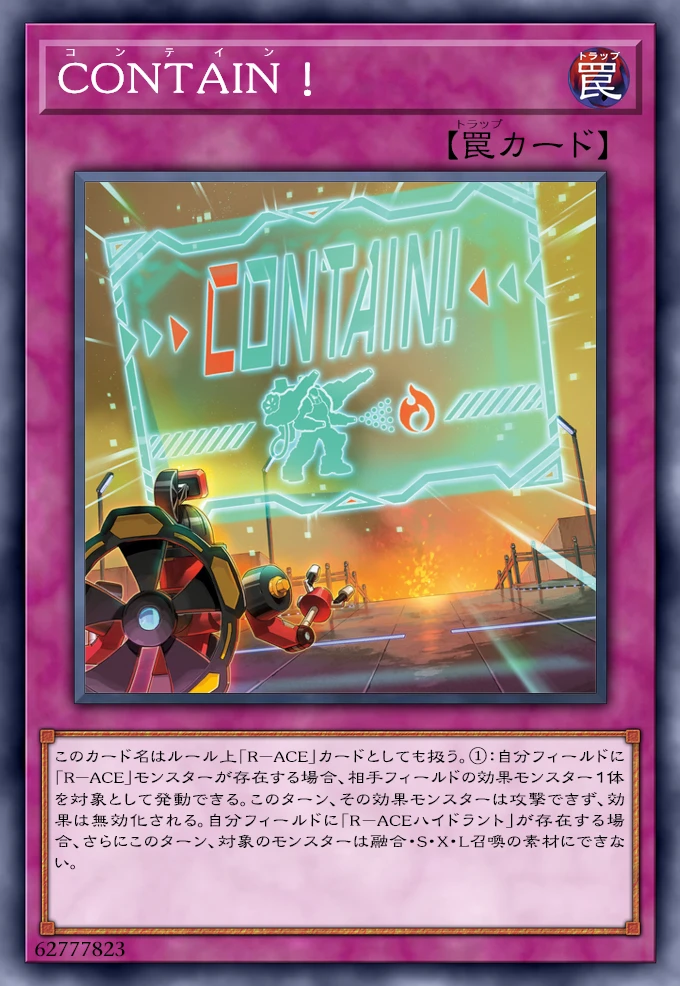 コンテイン
CONTAIN！
トラップ
罠
トラップ
【罠カード】
CONTAIN!
このカード名はルール上「R－ACE」カードとしても扱う。①：自分フィールドに
「R－ACE」モンスターが存在する場合、相手フィールドの効果モンスター１体
を対象として発動できる。このターン、その効果モンスターは攻撃できず、効
果は無効化される。自分フィールドに「R－ACEハイドラント」が存在する場
合、さらにこのターン、対象のモンスターは融合・S・X・L召喚の素材にできな
い。
62777823